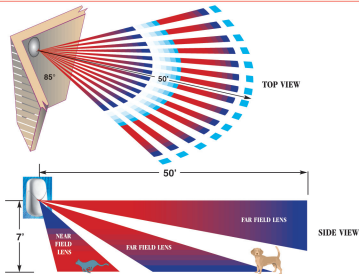 85°
50'
TOP VIEW
50'
7'
NEAR
FIELD
LENS
FAR FIELD LENS
FAR FIELD LENS
SIDE VIEW